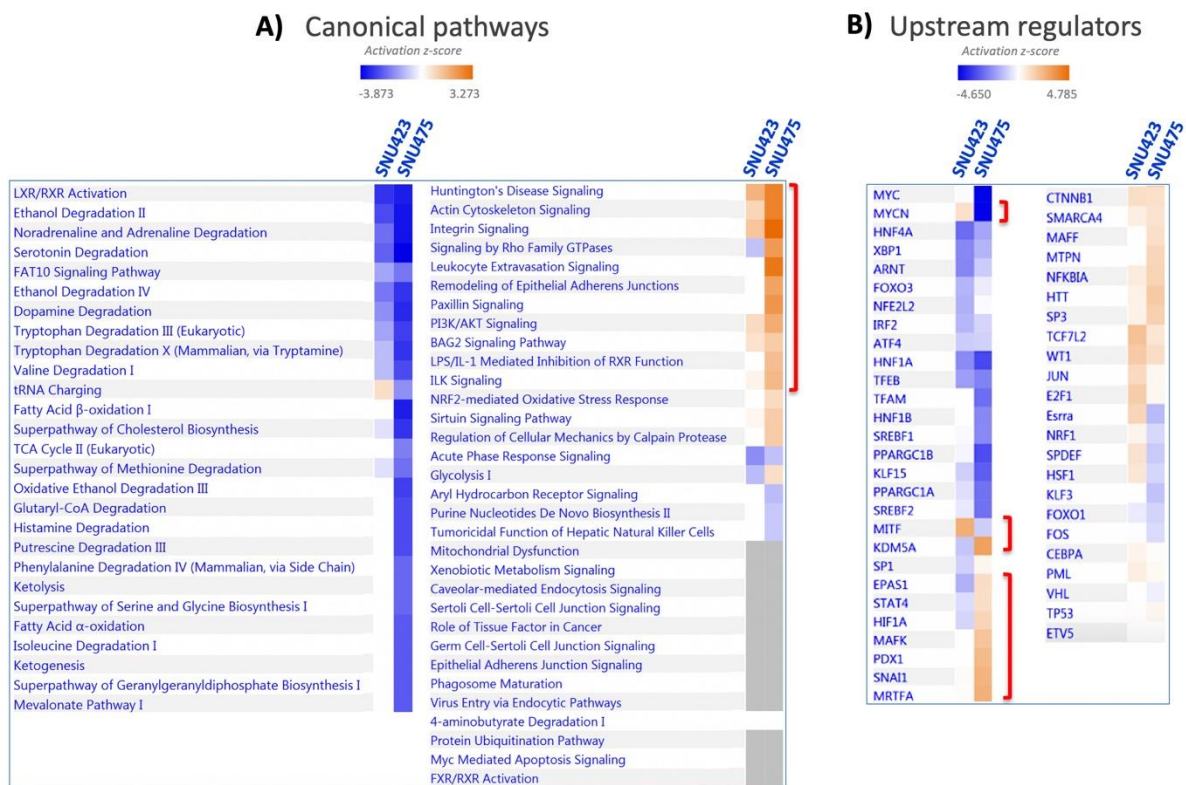 A) Canonical pathways
Activation z-score
-3.873 3.273
SNU423
SNU475
SNU423
SNU475
LXR/RXR Activation
Ethanol Degradation II
Noradrenaline and Adrenaline Degradation
Serotonin Degradation
FAT10 Signaling Pathway
Ethanol Degradation IV
Dopamine Degradation
Tryptophan Degradation III (Eukaryotic)
Tryptophan Degradation X (Mammalian, via Tryptamine)
Valine Degradation I
tRNA Charging
Fatty Acid β-oxidation I
Superpathway of Cholesterol Biosynthesis
TCA Cycle II (Eukaryotic)
Superpathway of Methionine Degradation
Oxidative Ethanol Degradation III
Glutaryl-CoA Degradation
Histamine Degradation
Putrescine Degradation III
Phenylalanine Degradation IV (Mammalian, via Side Chain)
Ketolysis
Superpathway of Serine and Glycine Biosynthesis I
Fatty Acid α-oxidation
Isoleucine Degradation I
Ketogenesis
Superpathway of Geranylgeranyldiphosphate Biosynthesis I
Mevalonate Pathway I
Huntington's Disease Signaling
Actin Cytoskeleton Signaling
Integrin Signaling
Signaling by Rho Family GTPases
Leukocyte Extravasation Signaling
Remodeling of Epithelial Adherens Junctions
Paxillin Signaling
PI3K/AKT Signaling
BAG2 Signaling Pathway
LPS/IL-1 Mediated Inhibition of RXR Function
ILK Signaling
NRF2-mediated Oxidative Stress Response
Sirtuin Signaling Pathway
Regulation of Cellular Mechanics by Calpain Protease
Acute Phase Response Signaling
Glycolysis I
Aryl Hydrocarbon Receptor Signaling
Purine Nucleotides De Novo Biosynthesis II
Tumoricidal Function of Hepatic Natural Killer Cells
Mitochondrial Dysfunction
Xenobiotic Metabolism Signaling
Caveolar-mediated Endocytosis Signaling
Sertoli Cell-Sertoli Cell Junction Signaling
Role of Tissue Factor in Cancer
Germ Cell-Sertoli Cell Junction Signaling
Epithelial Adherens Junction Signaling
Phagosome Maturation
Virus Entry via Endocytic Pathways
4-aminobutyrate Degradation I
Protein Ubiquitination Pathway
Myc Mediated Apoptosis Signaling
FXR/RXR Activation
B) Upstream regulators
Activation z-score
-4.650 4.785
SNU423
SNU475
SNU423
SNU475
MYC
MYCN
HNF4A
XBP1
ARNT
FOXO3
NFE2L2
IRF2
ATF4
HNF1A
TFEB
TFAM
HNF1B
SREBF1
PPARGC1B
KLF15
PPARGC1A
SREBF2
MITF
KDM5A
SP1
EPAS1
STAT4
HIF1A
MAFK
PDX1
SNAI1
MRTFA
CTNNB1
SMARCA4
MAFF
MTPN
NFKBIA
HTT
SP3
TCF7L2
WT1
JUN
E2F1
Esrra
NRF1
SPDEF
HSF1
KLF3
FOXO1
FOS
CEBPA
PML
VHL
TP53
ETV5